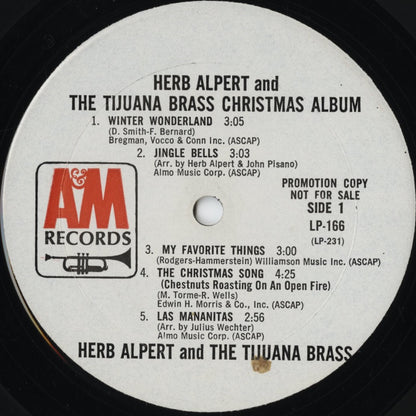 HERB ALPERT and
THE TIJUANA BRASS CHRISTMAS ALBUM
1. WINTER WONDERLAND 3:05
(D. Smith-F. Bernard)
Bregman, Vocco & Conn Inc. (ASCAP)
2. JINGLE BELLS 3:03
(Arr. by Herb Alpert & John Pisano)
Almo Music Corp. (ASCAP)
A&M
RECORDS
PROMOTION COPY
NOT FOR SALE
SIDE 1
LP-166
(LP-231)
3. MY FAVORITE THINGS 3:00
(Rodgers-Hammerstein) Williamson Music Inc. (ASCAP)
4. THE CHRISTMAS SONG 4:25
(Chestnuts Roasting On An Open Fire)
(M. Torme-R. Wells)
Edwin H. Morris & Co., Inc. (ASCAP)
5. LAS MANANITAS 2:56
(Arr. by Julius Wechter)
Almo Music Corp. (ASCAP)
HERB ALPERT and THE TIJUANA BRASS